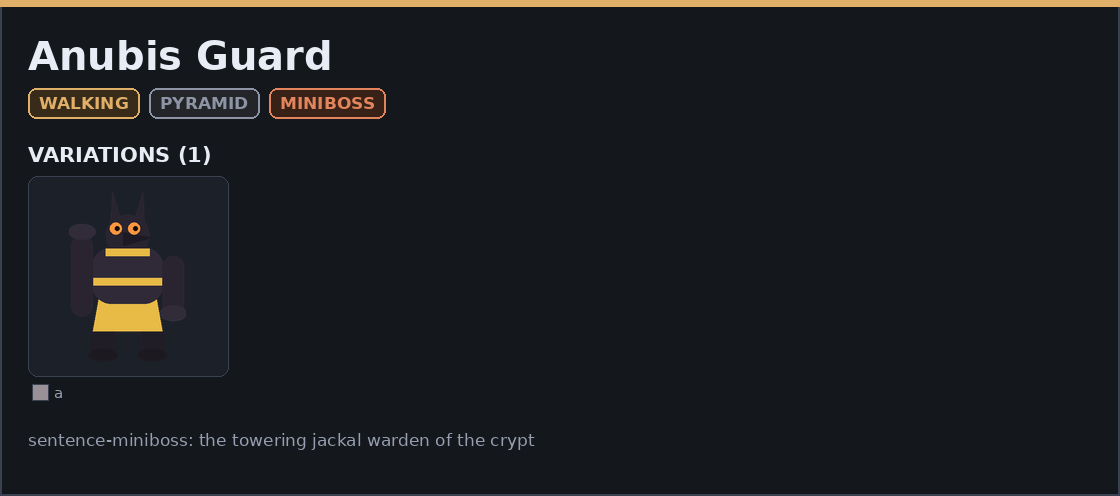 Anubis Guard
WALKING PYRAMID MINIBOSS
VARIATIONS (1)
a
sentence-miniboss: the towering jackal warden of the crypt